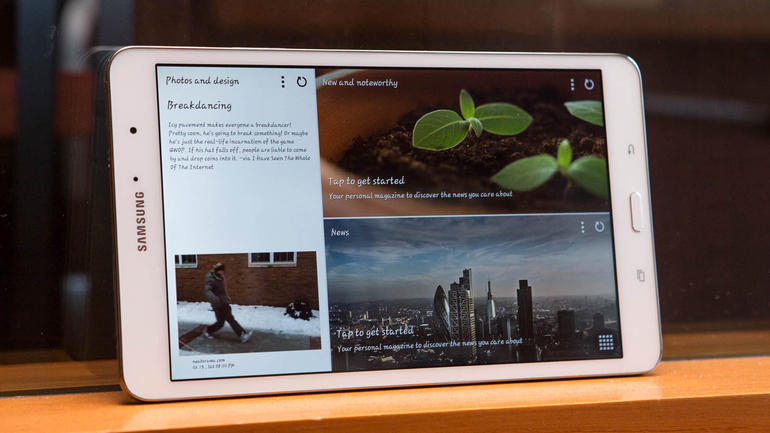 SAMSUNG
Photos and design
Breakdancing
Icy pavement makes everyone a breakdancer!
Pretty soon, he's going to break something! Or maybe
he's just the real-life incarnation of the game
QWOP. If his hat falls off, people are liable to come
by and drop coins into it. -via I Have Seen The Whole
Of The Internet
neatorama.com
New and noteworthy
Tap to get started
Your personal magazine to discover the news you care about
News
Tap to get started
Your personal magazine to discover the news you care about